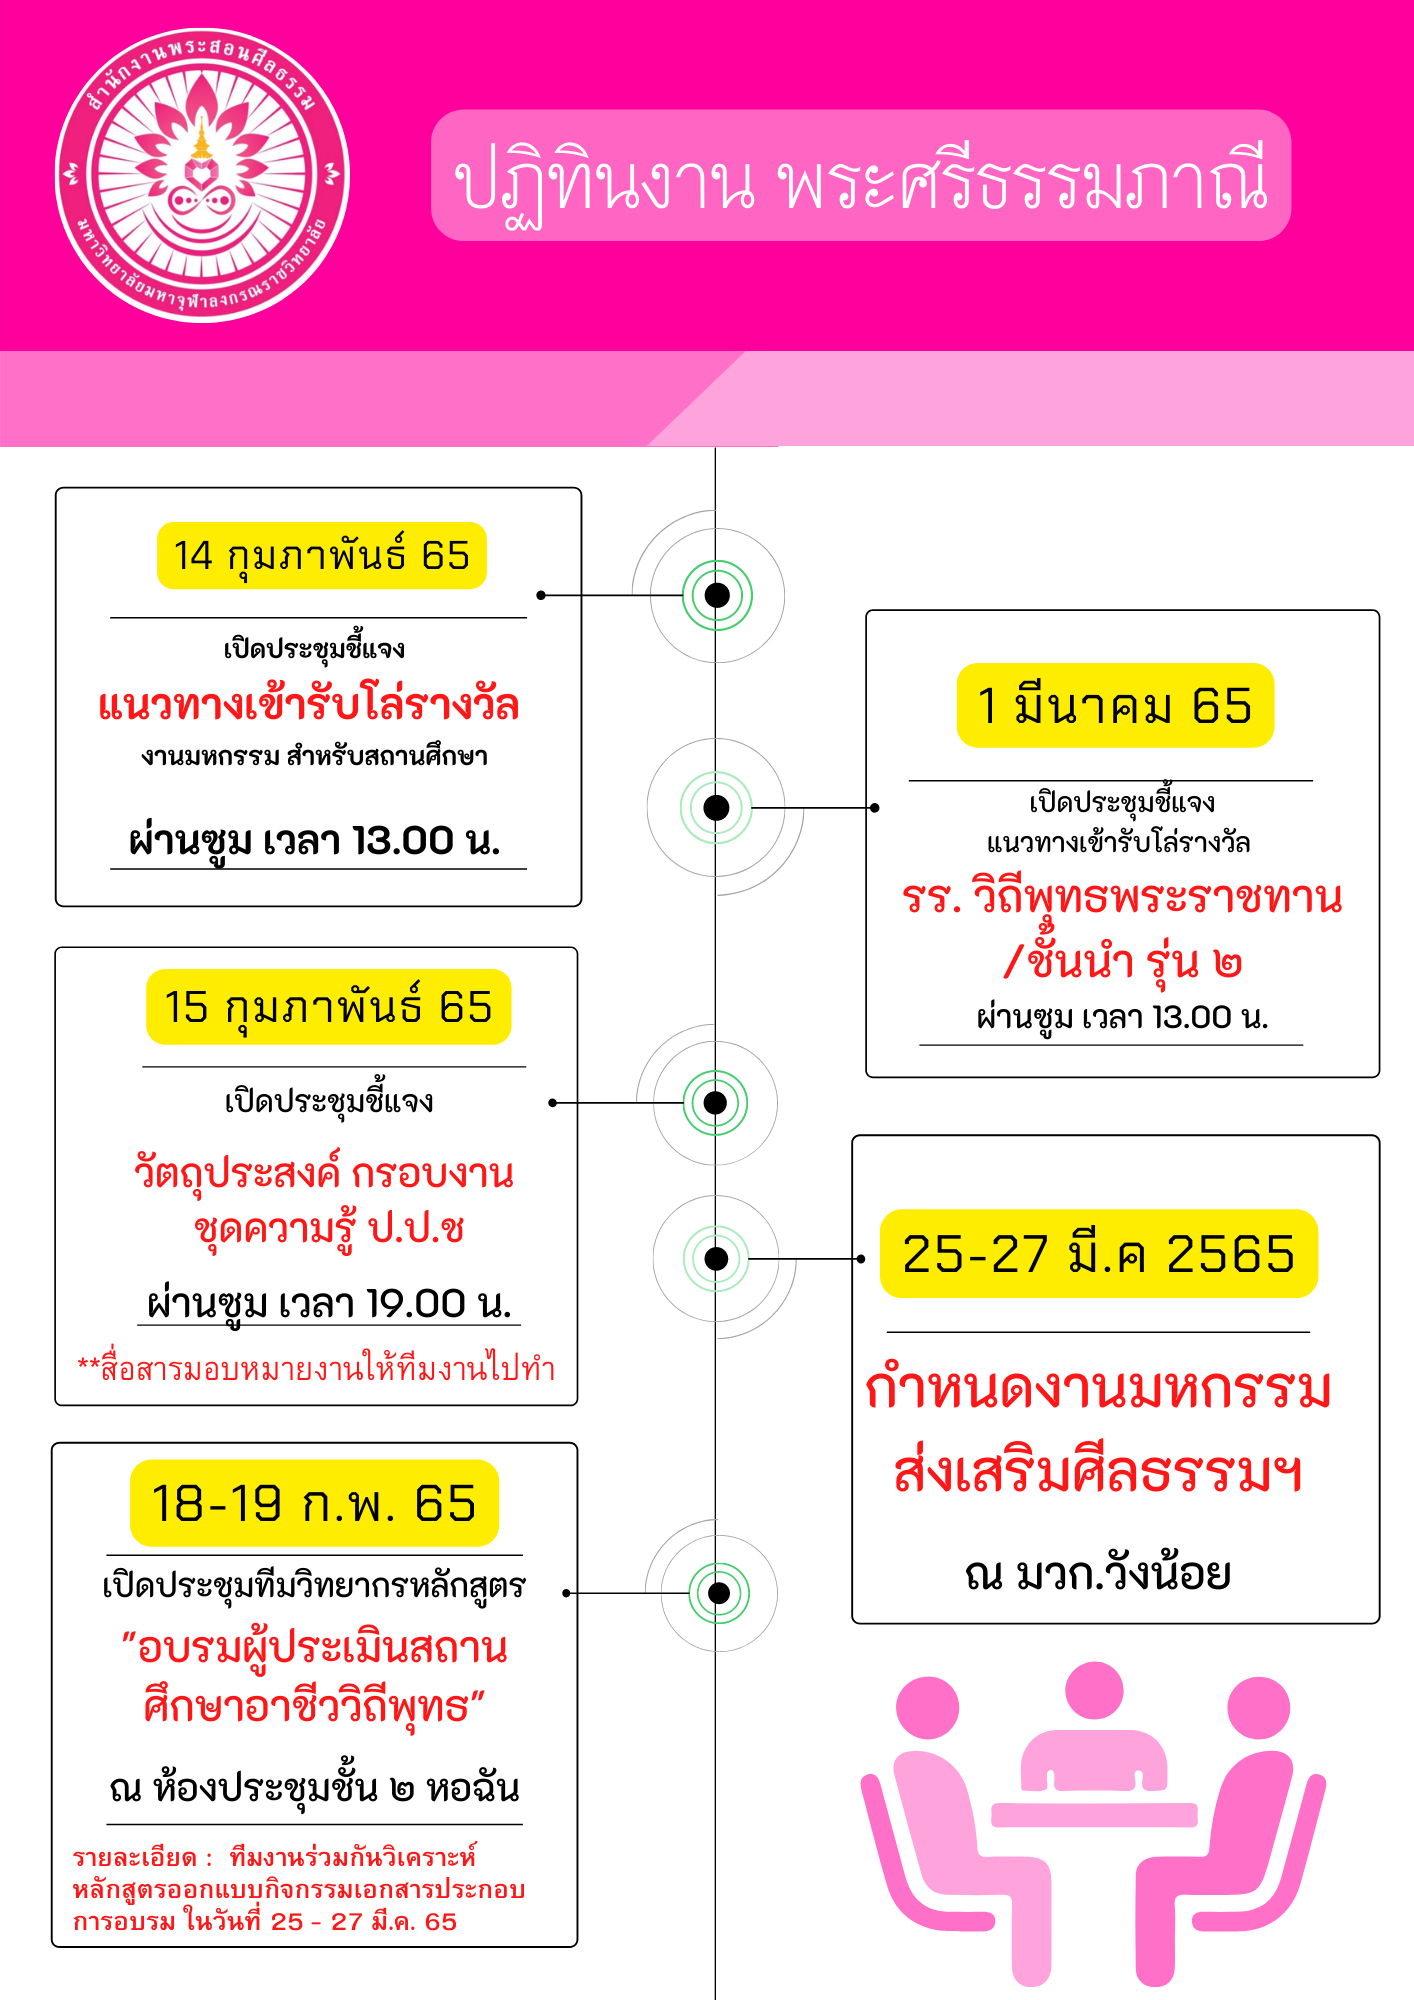 สำนักงานพระสอนศีลธรรม
มหาวิทยาลัยมหาจุฬาลงกรณราชวิทยาลัย
ปฏิทินงาน พระศรีธรรมภาณี
14 กุมภาพันธ์ 65
เปิดประชุมชี้แจง
แนวทางเข้ารับโล่รางวัล
งานมหกรรม สำหรับสถานศึกษา
ผ่านซูม เวลา 13.00 น.
1 มีนาคม 65
เปิดประชุมชี้แจง
แนวทางเข้ารับโล่รางวัล
รร. วิถีพุทธพระราชทาน
/ชั้นนำ รุ่น ๒
ผ่านซูม เวลา 13.00 น.
15 กุมภาพันธ์ 65
เปิดประชุมชี้แจง
วัตถุประสงค์ กรอบงาน
ชุดความรู้ ป.ป.ช
ผ่านซูม เวลา 19.00 น.
**สื่อสารมอบหมายงานให้ทีมงานไปทำ
25-27 มี.ค 2565
กำหนดงานมหกรรม
ส่งเสริมศีลธรรมฯ
ณ มวก.วังน้อย
18-19 ก.พ. 65
เปิดประชุมทีมวิทยากรหลักสูตร
"อบรมผู้ประเมินสถาน
ศึกษาอาชีววิถีพุทธ"
ณ ห้องประชุมชั้น ๒ หอฉัน
รายละเอียด : ทีมงานร่วมกันวิเคราะห์
หลักสูตรออกแบบกิจกรรมเอกสารประกอบ
การอบรม ในวันที่ 25 - 27 มี.ค. 65